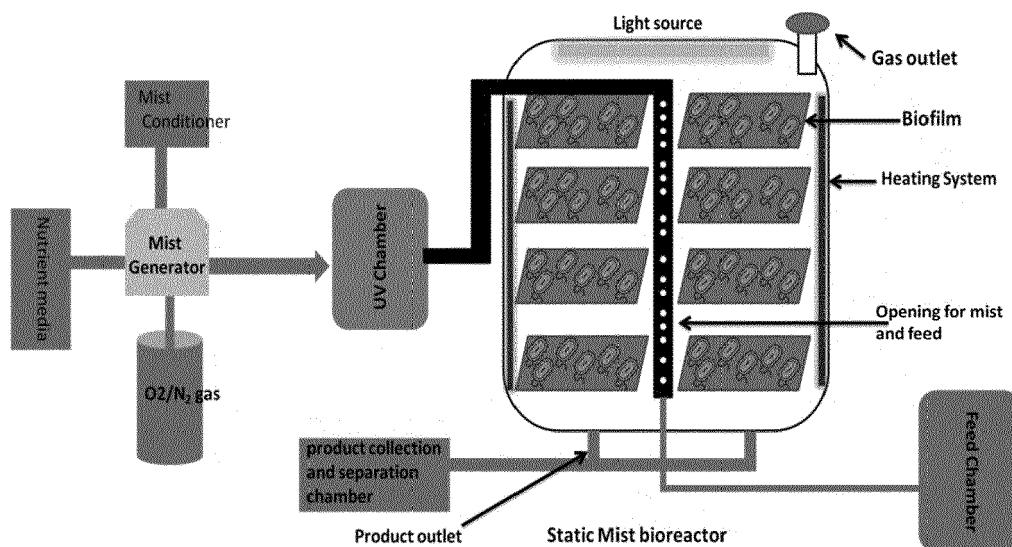 Light source
Gas outlet
Mist
Conditioner
Biofilm
Heating System
Nutrient media
Mist
Generator
UV Chamber
Opening for mist
and feed
O2/N₂ gas
Feed Chamber
product collection
and separation
chamber
Product outlet
Static Mist bioreactor